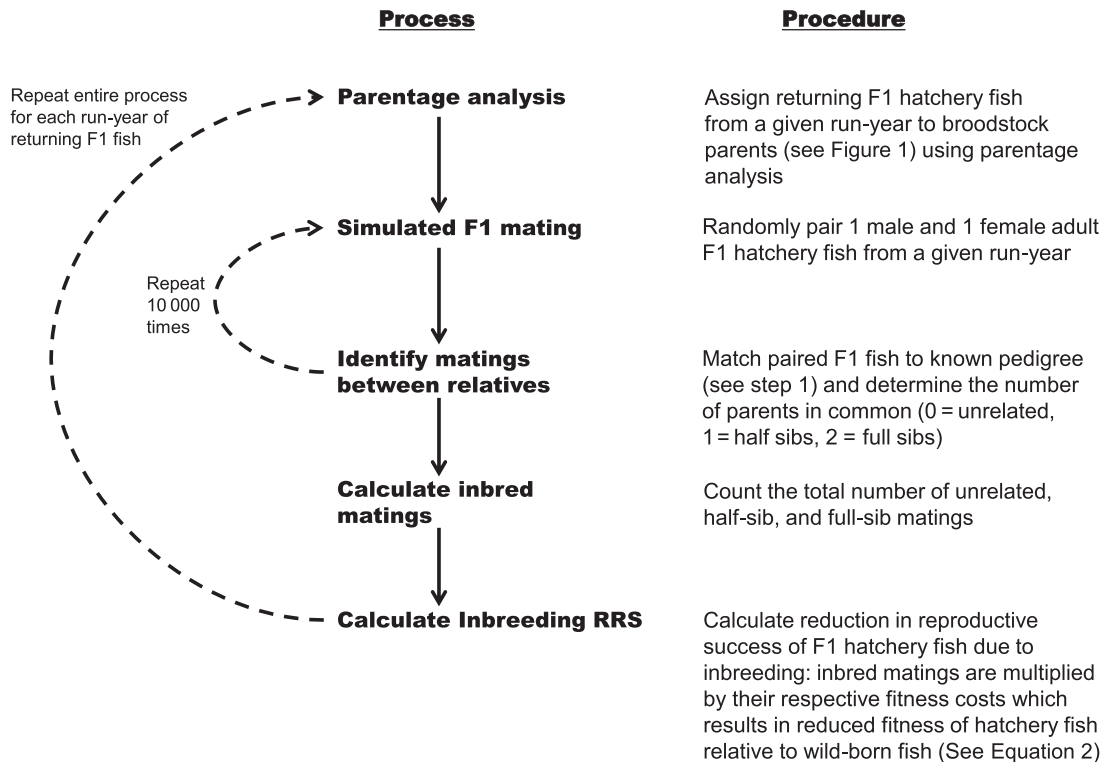 Process
Procedure
Repeat entire process
for each run-year of
returning F1 fish
Parentage analysis
Assign returning F1 hatchery fish
from a given run-year to broodstock
parents (see Figure 1) using parentage
analysis
Simulated F1 mating
Randomly pair 1 male and 1 female adult
F1 hatchery fish from a given run-year
Repeat
10 000
times
Identify matings
between relatives
Match paired F1 fish to known pedigree
(see step 1) and determine the number
of parents in common (0 = unrelated,
1 = half sibs, 2 = full sibs)
Calculate inbred
matings
Count the total number of unrelated,
half-sib, and full-sib matings
Calculate Inbreeding RRS
Calculate reduction in reproductive
success of F1 hatchery fish due to
inbreeding: inbred matings are multiplied
by their respective fitness costs which
results in reduced fitness of hatchery fish
relative to wild-born fish (See Equation 2)